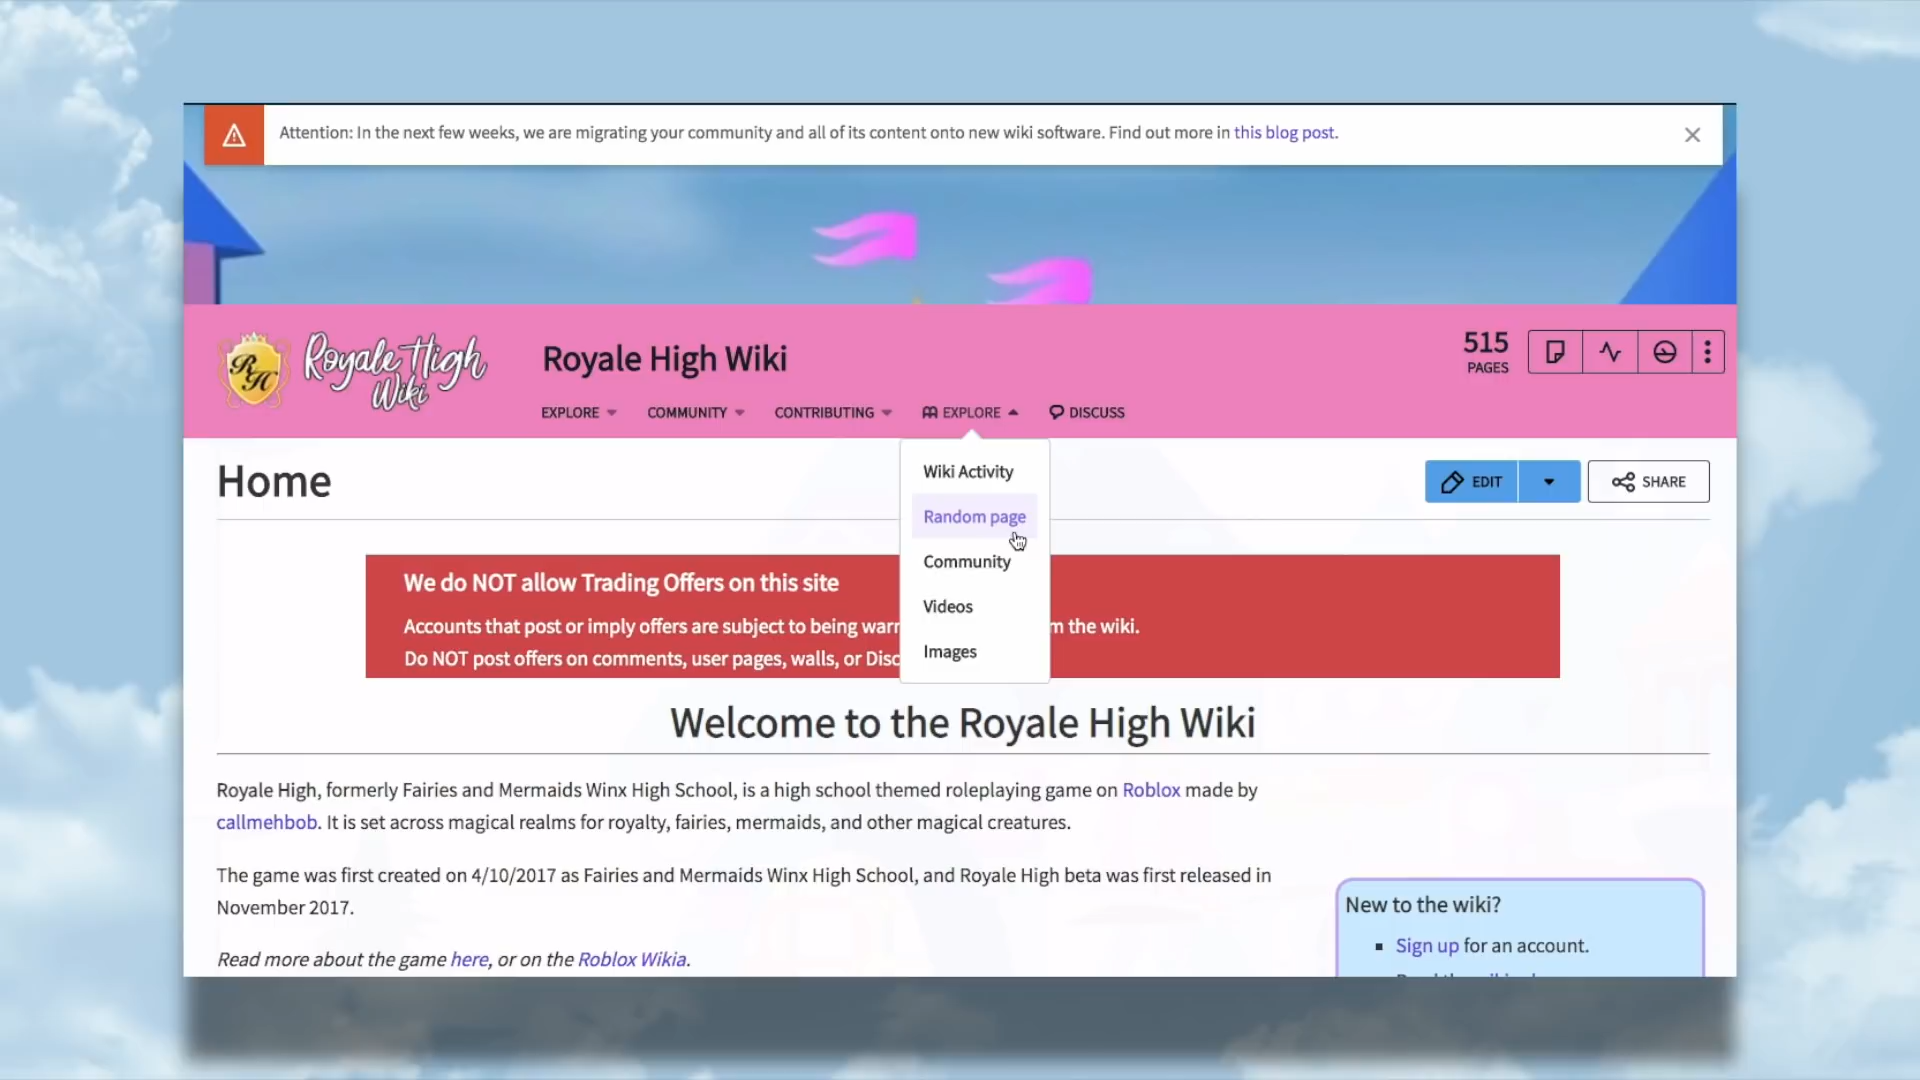 Attention: In the next few weeks, we are migrating your community and all of its content onto new wiki software. Find out more in this blog post.
RH
Royale High
Wiki
Royale High Wiki
515
PAGES
EXPLORE
COMMUNITY
CONTRIBUTING
EXPLORE
DISCUSS
Wiki Activity
Random page
Community
Videos
Images
Home
EDIT
SHARE
We do NOT allow Trading Offers on this site
Accounts that post or imply offers are subject to being warn m the wiki.
Do NOT post offers on comments, user pages, walls, or Disc
Welcome to the Royale High Wiki
Royale High, formerly Fairies and Mermaids Winx High School, is a high school themed roleplaying game on Roblox made by
callmehbob. It is set across magical realms for royalty, fairies, mermaids, and other magical creatures.
The game was first created on 4/10/2017 as Fairies and Mermaids Winx High School, and Royale High beta was first released in
November 2017.
Read more about the game here, or on the Roblox Wikia.
New to the wiki?
Sign up for an account.